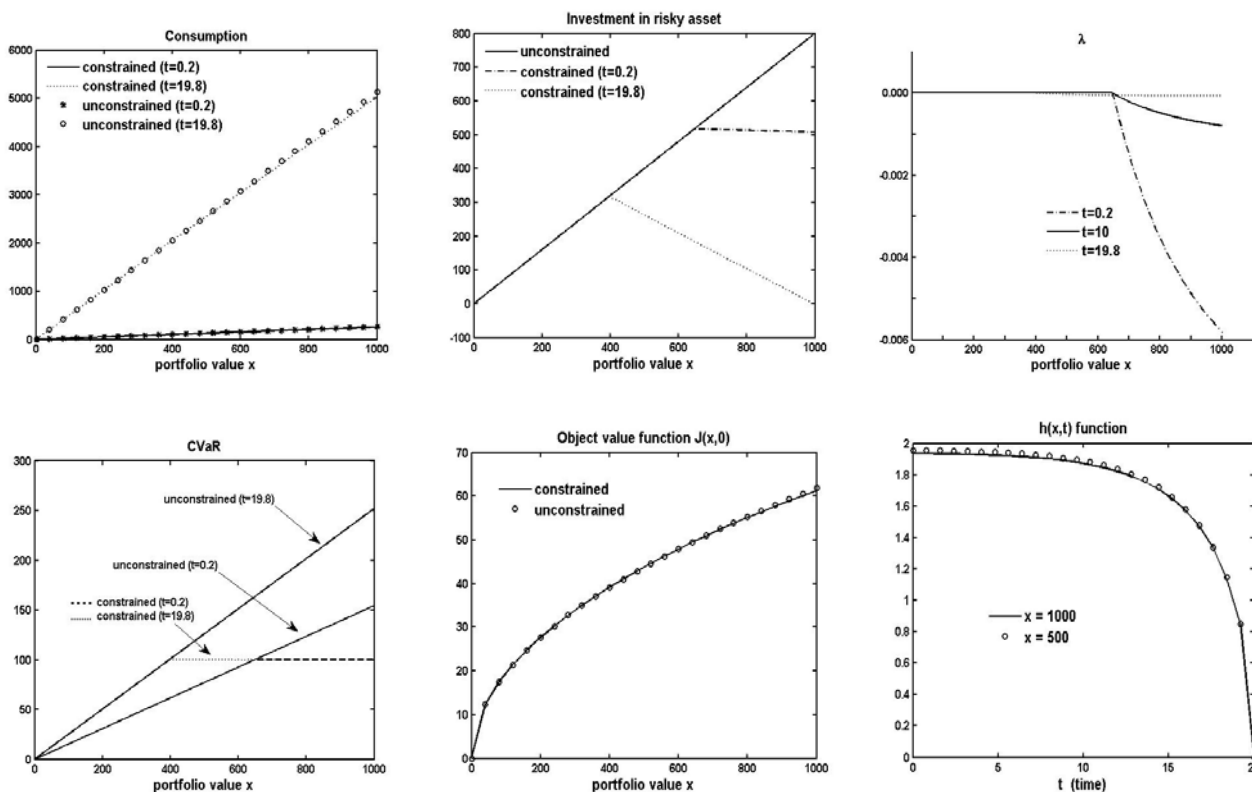 Consumption
constrained (t=0.2)
constrained (t=19.8)
unconstrained (t=0.2)
unconstrained (t=19.8)
6000
5000
4000
3000
2000
1000
0
0 200 400 600 800 1000
portfolio value x
Investment in risky asset
unconstrained
constrained (t=0.2)
constrained (t=19.8)
800
700
600
500
400
300
200
100
0
-100
0 200 400 600 800 1000
portfolio value x
λ
0.000
-0.002
-0.004
-0.006
t=0.2
t=10
t=19.8
0 200 400 600 800 1000
portfolio value x
CVaR
300
250
200
150
100
50
0
unconstrained (t=19.8)
unconstrained (t=0.2)
constrained (t=0.2)
constrained (t=19.8)
0 200 400 600 800 1000
portfolio value x
Object value function J(x,0)
70
60
50
40
30
20
10
0
constrained
unconstrained
0 200 400 600 800 1000
portfolio value x
h(x,t) function
2
1.8
1.6
1.4
1.2
1
0.8
0.6
0.4
0.2
0
x = 1000
x = 500
0 5 10 15
t (time)